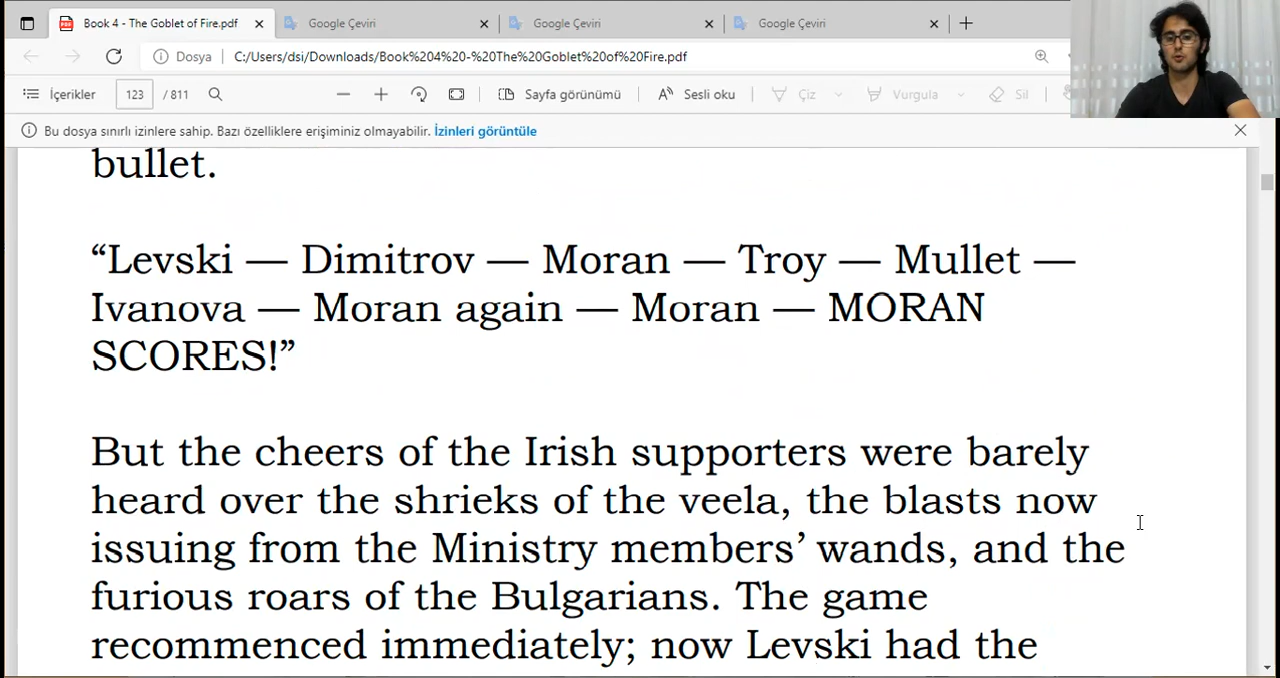 Book 4 - The Goblet of Fire.pdf
Google Çeviri
Google Çeviri
Google Çeviri
Dosya
C:/Users/dsi/Downloads/Book%204%20-%20The%20Goblet%20of%20Fire.pdf
İçerikler
123
/ 811
Sayfa görünümü
Sesli oku
Çiz
Vurgula
Sil
Bu dosya sınırlı izinlere sahip. Bazı özelliklere erişiminiz olmayabilir. İzinleri görüntüle
bullet.
“Levski — Dimitrov — Moran — Troy — Mullet —
Ivanova — Moran again — Moran — MORAN
SCORES!”
But the cheers of the Irish supporters were barely
heard over the shrieks of the veela, the blasts now
issuing from the Ministry members’ wands, and the
furious roars of the Bulgarians. The game
recommenced immediately; now Levski had the